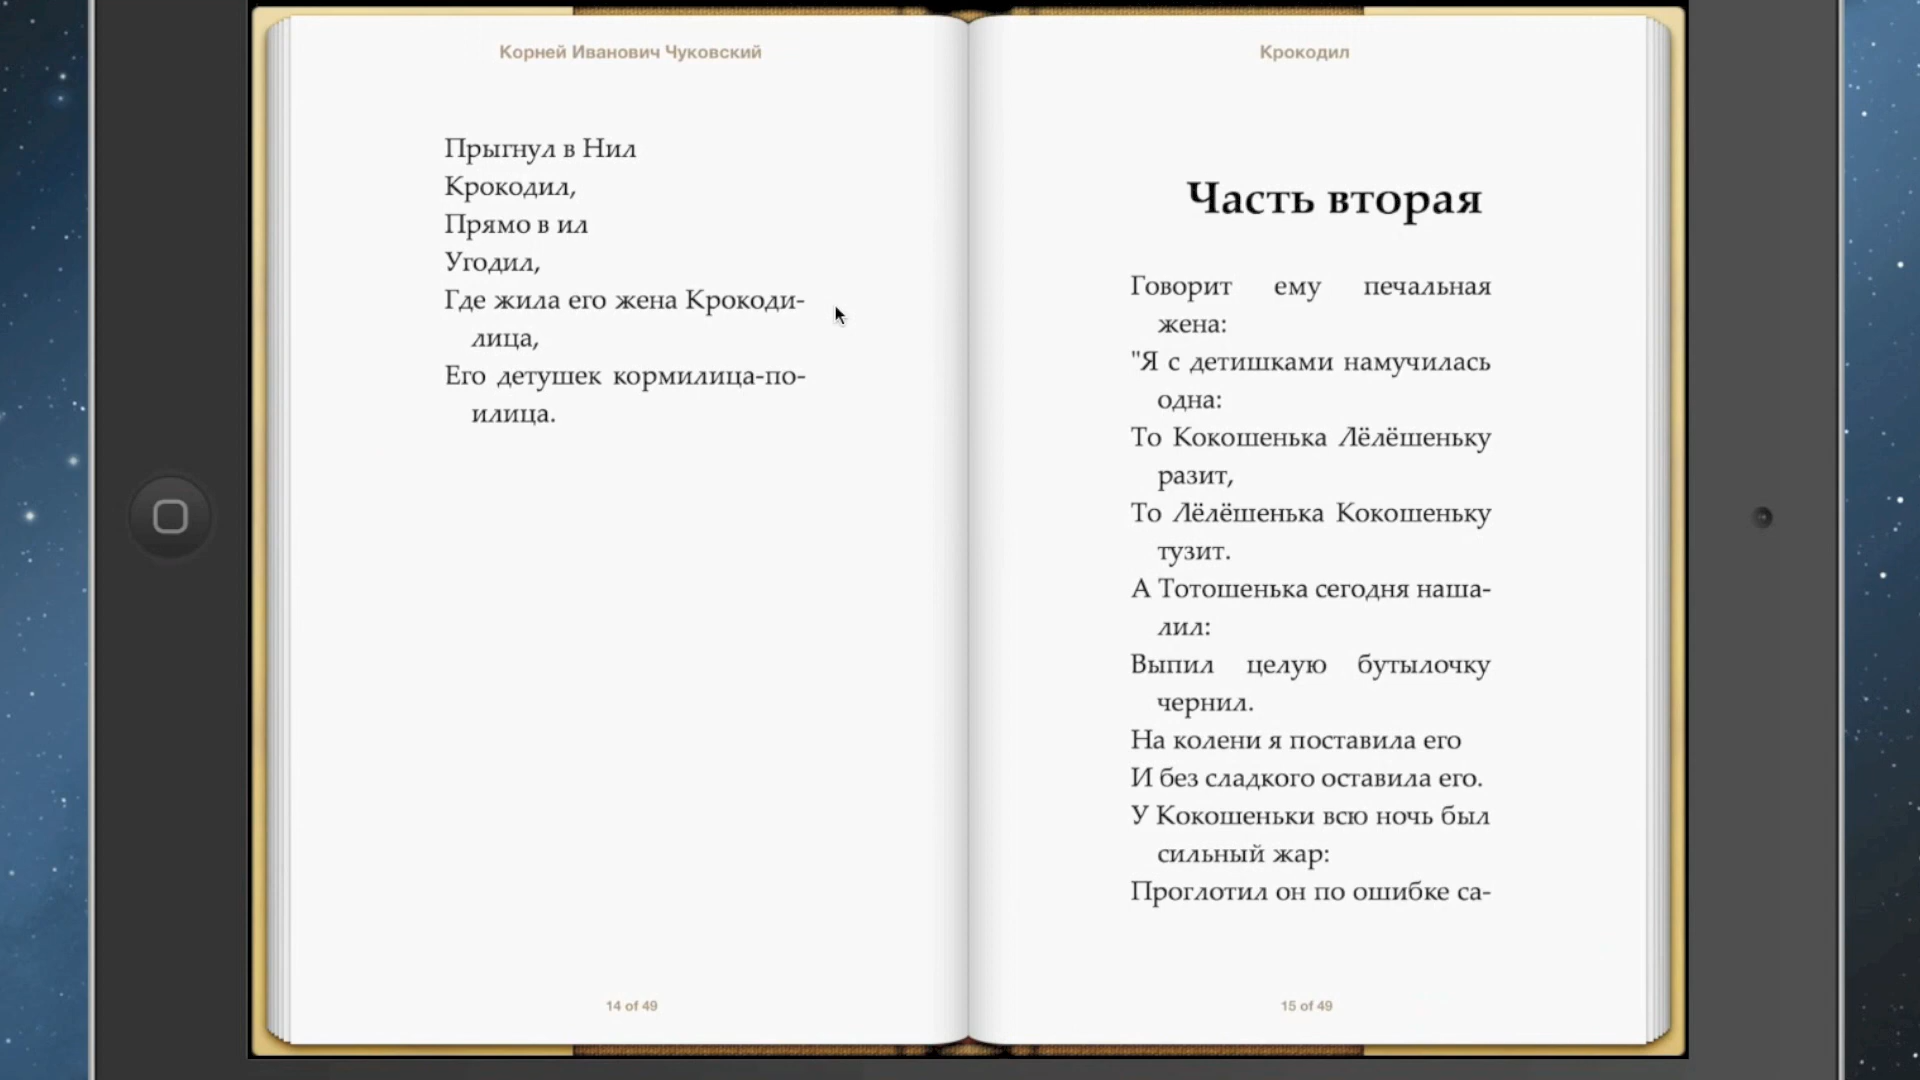 Корней Иванович Чуковский
Прыгнул в Нил
Крокодил,
Прямо в ил
Угодил,
Где жила его жена Крокоди-
лица,
Его детушек кормилица-по-
илица.
14 of 49
Крокодил
Часть вторая
Говорит ему печальная
жена:
"Я с детишками намучилась
одна:
То Кокошенька Лёлёшеньку
разит,
То Лёлёшенька Кокошеньку
тузит.
А Тотошенька сегодня наша-
лил:
Выпил целую бутылочку
чернил.
На колени я поставила его
И без сладкого оставила его.
У Кокошеньки всю ночь был
сильный жар:
Проглотил он по ошибке са-
15 of 49